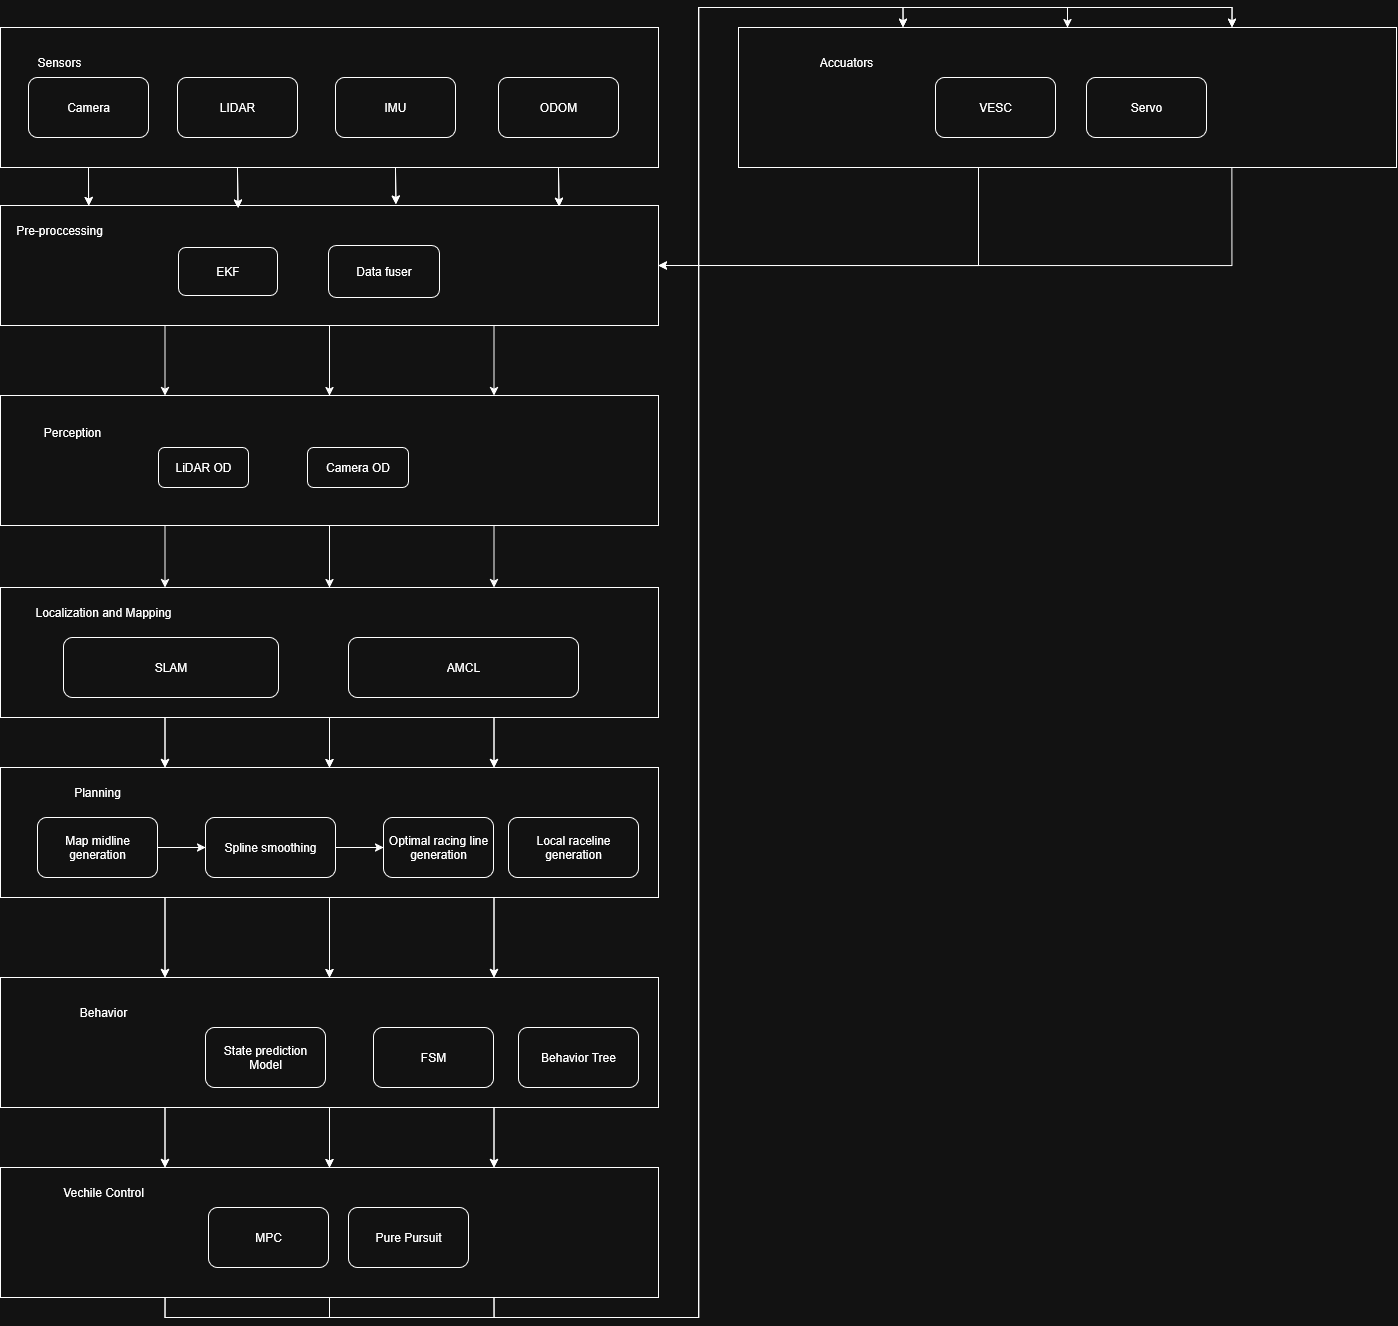 Sensors
Camera
LIDAR
IMU
ODOM
Accuators
VESC
Servo
Pre-proccessing
EKF
Data fuser
Perception
LiDAR OD
Camera OD
Localization and Mapping
SLAM
AMCL
Planning
Map midline
generation
Spline smoothing
Optimal racing line
generation
Local raceline
generation
Behavior
State prediction
Model
FSM
Behavior Tree
Vechile Control
MPC
Pure Pursuit